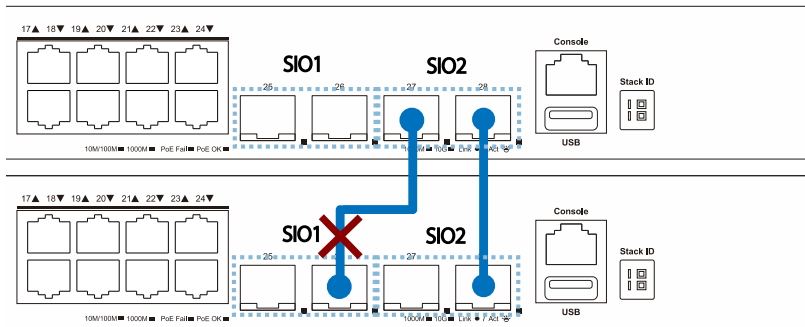 17▲ 18▼ 19▲ 20▼ 21▲ 22▼ 23▲ 24▼
SIO1
SIO2
25 26 27 28
Console
USB
Stack ID
10M/100M 1000M PoE Fail PoE OK
1000M 10G Link / Act
17▲ 18▼ 19▲ 20▼ 21▲ 22▼ 23▲ 24▼
SIO1
SIO2
25 27 28
Console
USB
Stack ID
10M/100M 1000M PoE Fail PoE OK
1000M 10G Link / Act